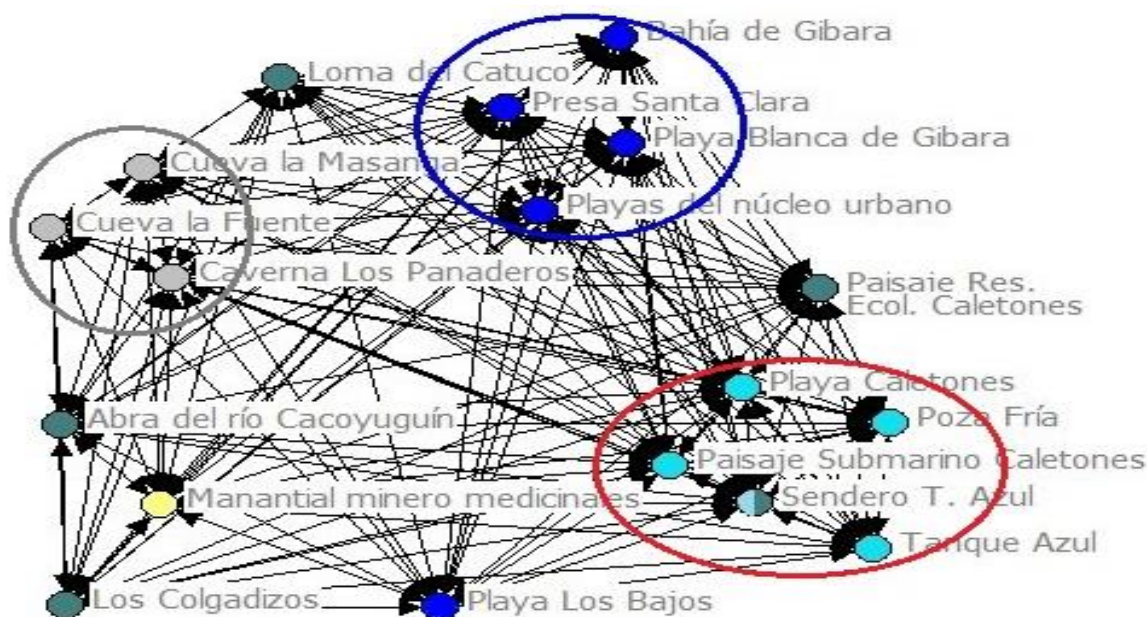 Bahía de Gibara
Loma del Catuco
Presa Santa Clara
Playa Blanca de Gibara
Cueva la Masanga
Playas del núcleo urbano
Cueva la Fuente
Caverna Los Panaderos
Paisaje Res.
Ecol. Caletones
Playa Caletones
Abra del río Cacoyuguín
Poza Fría
Paisaje Submarino Caletones
Manantial minero medicinales
Sendero T. Azul
Tanque Azul
Los Colgadizos
Playa Los Bajos